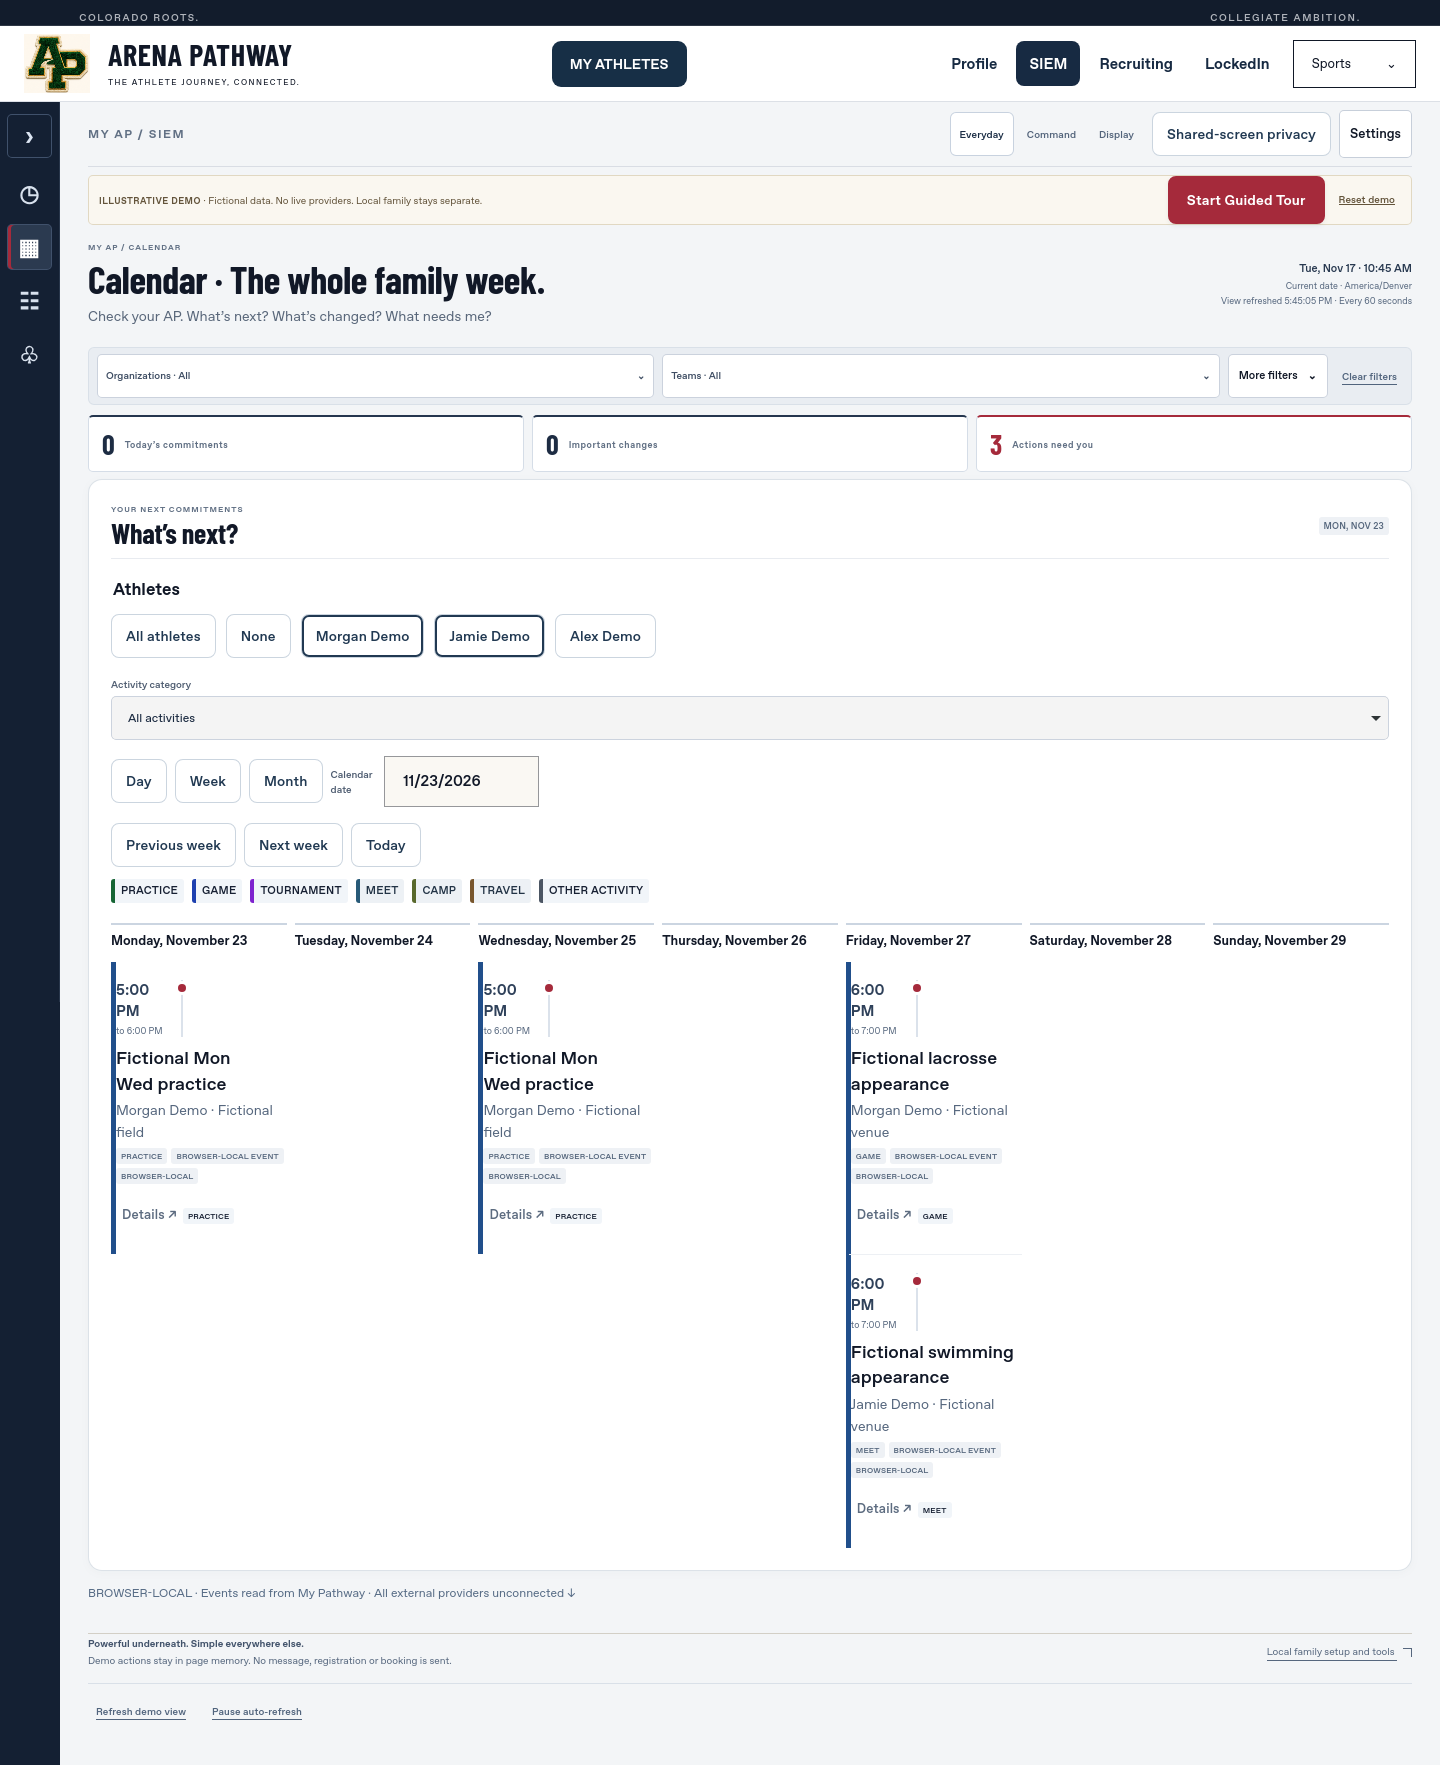 COLORADO ROOTS.
COLLEGIATE AMBITION.
AP
ARENA PATHWAY
THE ATHLETE JOURNEY, CONNECTED.
MY ATHLETES
Profile
SIEM
Recruiting
LockedIn
Sports
MY AP / SIEM
Everyday
Command
Display
Shared-screen privacy
Settings
ILLUSTRATIVE DEMO · Fictional data. No live providers. Local family stays separate.
Start Guided Tour
Reset demo
MY AP / CALENDAR
Calendar · The whole family week.
Check your AP. What’s next? What’s changed? What needs me?
Tue, Nov 17 · 10:45 AM
Current date · America/Denver
View refreshed 5:45:05 PM · Every 60 seconds
Organizations · All
Teams · All
More filters
Clear filters
0 Today’s commitments
0 Important changes
3 Actions need you
YOUR NEXT COMMITMENTS
What’s next?
MON, NOV 23
Athletes
All athletes
None
Morgan Demo
Jamie Demo
Alex Demo
Activity category
All activities
Day
Week
Month
Calendar
date
11/23/2026
Previous week
Next week
Today
PRACTICE
GAME
TOURNAMENT
MEET
CAMP
TRAVEL
OTHER ACTIVITY
Monday, November 23
5:00
PM
to 6:00 PM
Fictional Mon
Wed practice
Morgan Demo · Fictional
field
PRACTICE BROWSER-LOCAL EVENT
BROWSER-LOCAL
Details ↗ PRACTICE
Tuesday, November 24
Wednesday, November 25
5:00
PM
to 6:00 PM
Fictional Mon
Wed practice
Morgan Demo · Fictional
field
PRACTICE BROWSER-LOCAL EVENT
BROWSER-LOCAL
Details ↗ PRACTICE
Thursday, November 26
Friday, November 27
6:00
PM
to 7:00 PM
Fictional lacrosse
appearance
Morgan Demo · Fictional
venue
GAME BROWSER-LOCAL EVENT
BROWSER-LOCAL
Details ↗ GAME
6:00
PM
to 7:00 PM
Fictional swimming
appearance
Jamie Demo · Fictional
venue
MEET BROWSER-LOCAL EVENT
BROWSER-LOCAL
Details ↗ MEET
Saturday, November 28
Sunday, November 29
BROWSER-LOCAL · Events read from My Pathway · All external providers unconnected ↓
Powerful underneath. Simple everywhere else.
Demo actions stay in page memory. No message, registration or booking is sent.
Local family setup and tools
Refresh demo view
Pause auto-refresh